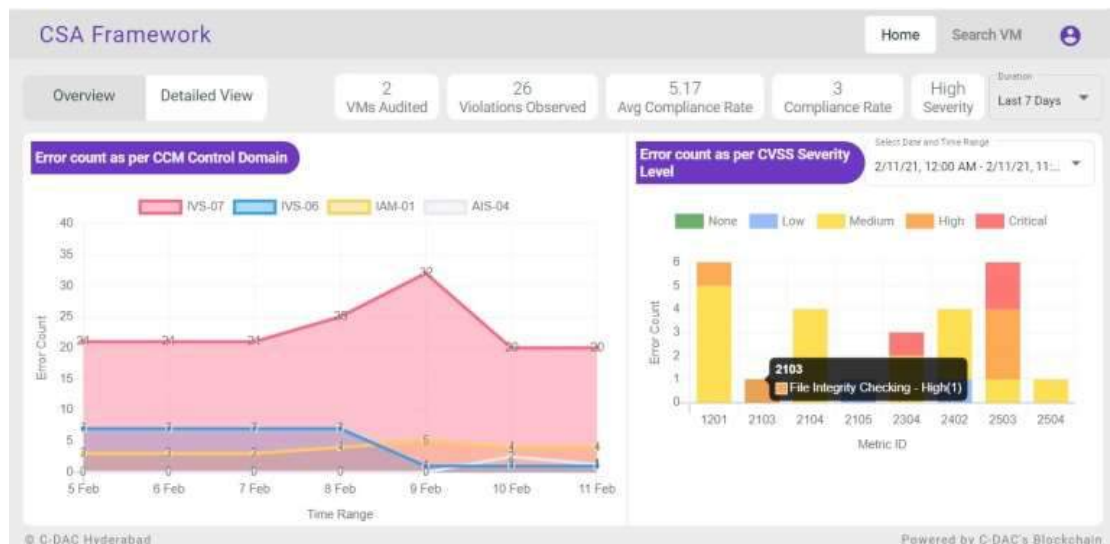 CSA Framework
Home
Search VM
Overview
Detailed View
2
VMs Audited
26
Violations Observed
5.17
Avg Compliance Rate
3
Compliance Rate
High
Severity
Duration
Last 7 Days
Error count as per CCM Control Domain
IVS-07
IVS-06
IAM-01
AIS-04
Error Count
40
35
30
25
20
15
10
5
0
21
21
21
25
32
20
20
7
7
7
7
3
3
3
4
5
4
4
0
0
0
0
5 Feb
6 Feb
7 Feb
8 Feb
9 Feb
10 Feb
11 Feb
Time Range
Error count as per CVSS Severity
Level
Select Date and Time Range
2/11/21, 12:00 AM - 2/11/21, 11:...
None
Low
Medium
High
Critical
Error Count
6
5
4
3
2
1
0
2103
File Integrity Checking - High(1)
1201
2103
2104
2105
2304
2402
2503
2504
Metric ID
© C-DAC Hyderabad
Powered by C-DAC's Blockchain